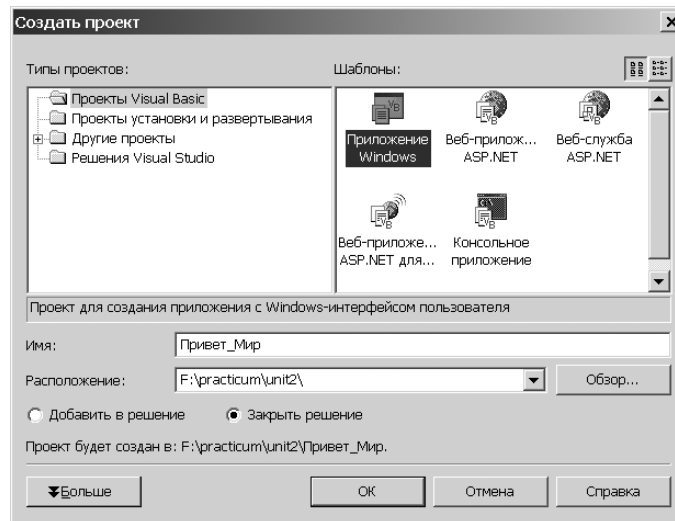 Создать проект
Типы проектов:
Шаблоны:
Проекты Visual Basic
Проекты установки и развертывания
Другие проекты
Решения Visual Studio
Приложение Windows
Веб-прилож... ASP.NET
Веб-служба ASP.NET
Веб-приложе... ASP.NET для...
Консольное приложение
Проект для создания приложения с Windows-интерфейсом пользователя
Имя:
Привет_Мир
Расположение:
F:\practicum\unit2\
Обзор...
Добавить в решение
Закрыть решение
Проект будет создан в: F:\practicum\unit2\Привет_Мир.
Больше
ОК
Отмена
Справка